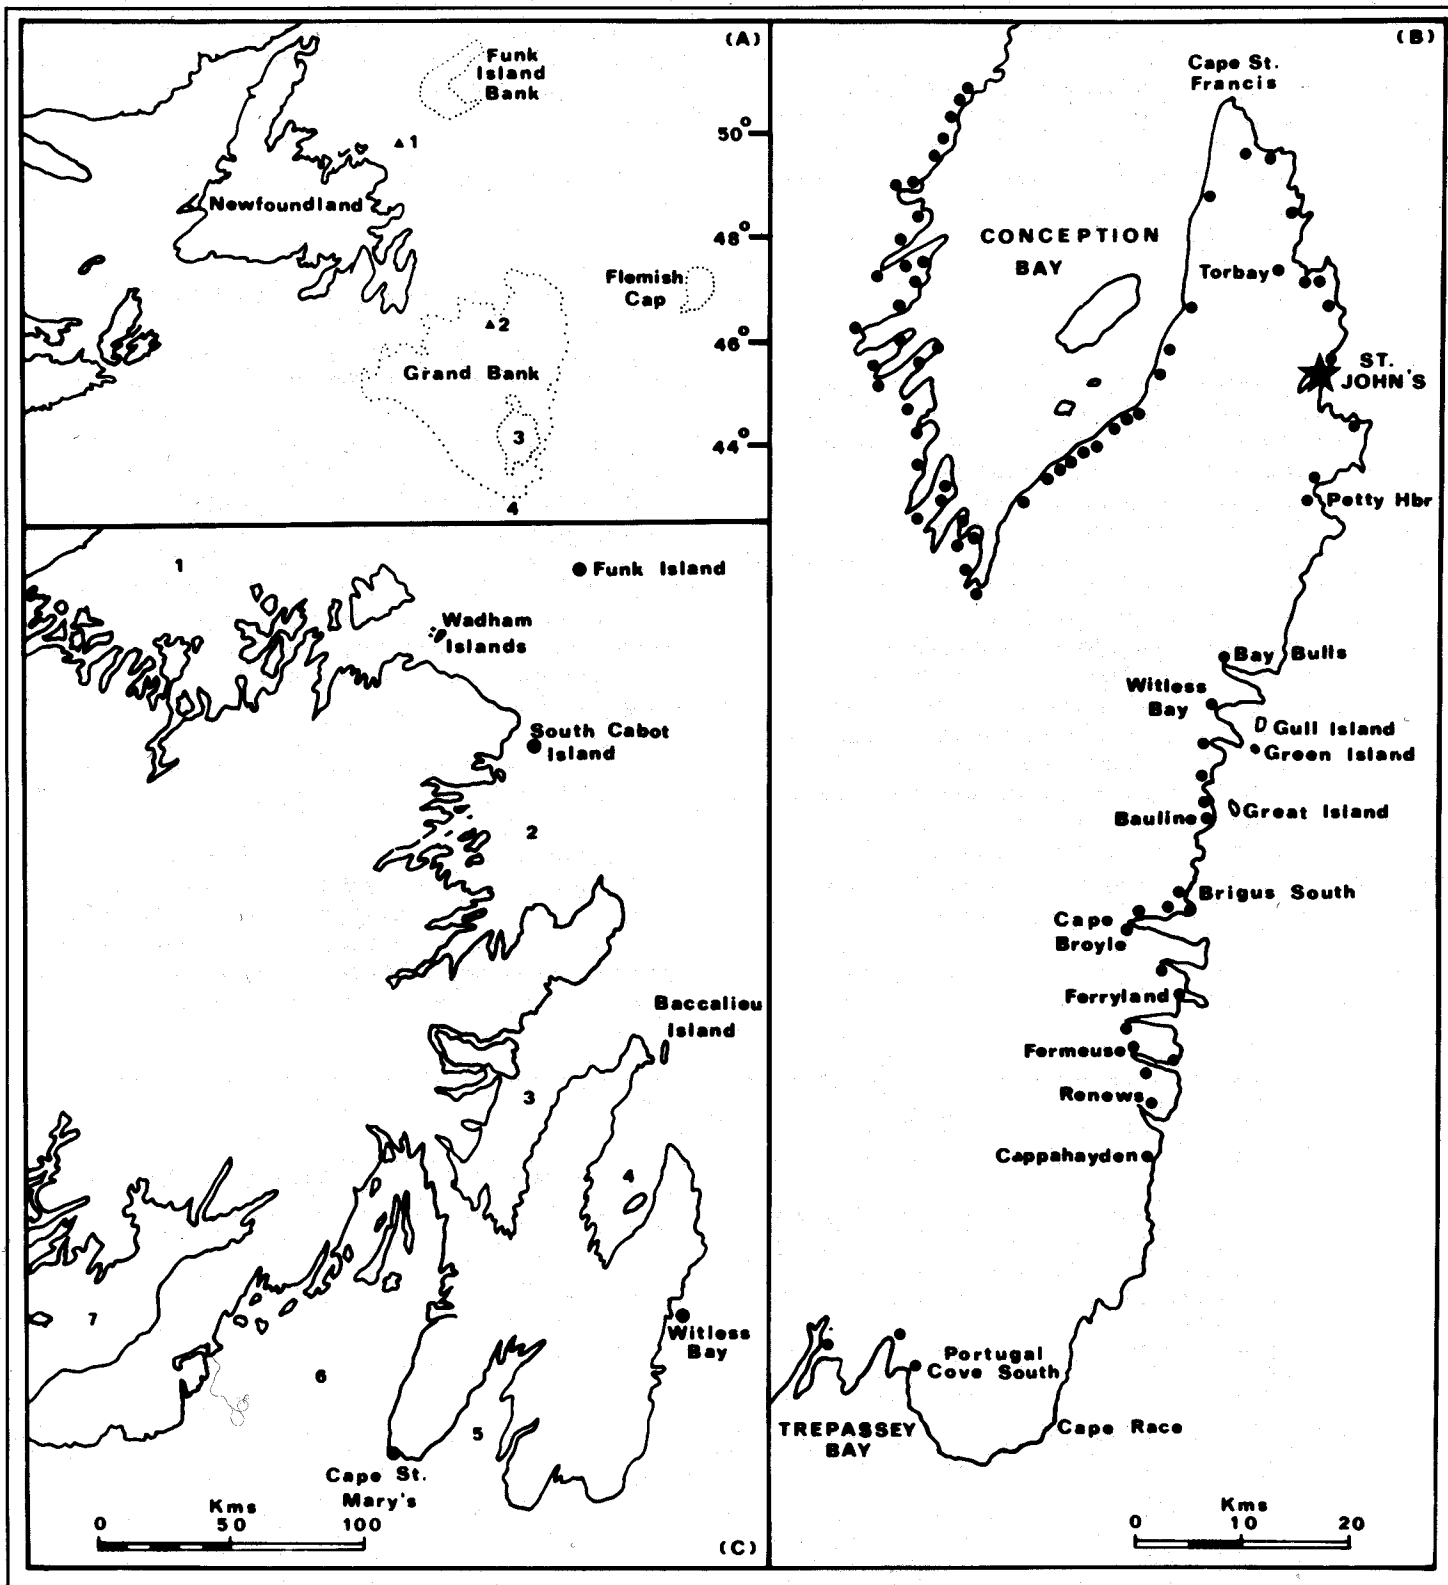 (A)
Funk
Island
Bank
1
50°
Newfoundland
48°
Flemish
Cap
2
46°
Grand Bank
3
44°
4
(B)
Cape St.
Francis
CONCEPTION
BAY
Torbay
ST.
JOHN'S
Petty Hbr
Bay Bulls
Witless
Bay
Gull Island
Green Island
Great Island
Bauline
Brigus South
Cape
Broyle
Ferryland
Fermeuse
Renews
Cappahayden
Portugal
Cove South
TREPASSEY
BAY
Cape Race
Kms
0 10 20
1
Funk Island
Wadham
Islands
South Cabot
Island
2
Baccalieu
Island
3
4
7
Witless
Bay
6
5
Cape St.
Mary's
Kms
0 50 100
(C)